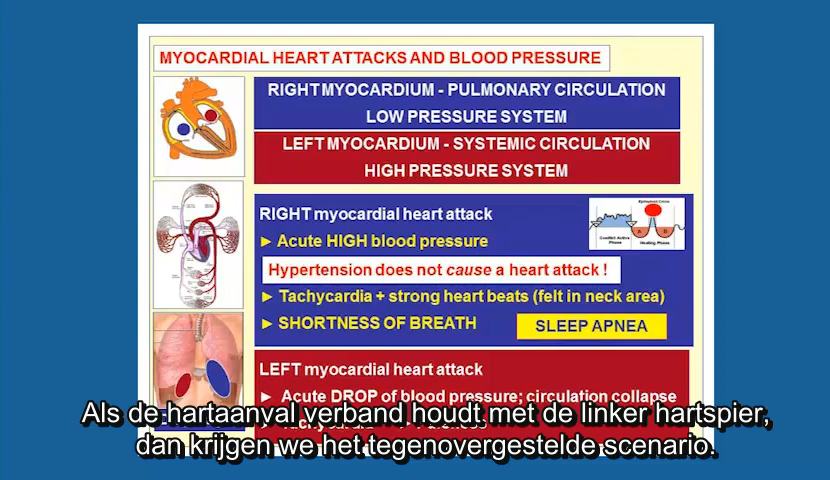 MYOCARDIAL HEART ATTACKS AND BLOOD PRESSURE
RIGHT MYOCARDIUM - PULMONARY CIRCULATION
LOW PRESSURE SYSTEM
LEFT MYOCARDIUM - SYSTEMIC CIRCULATION
HIGH PRESSURE SYSTEM
RIGHT myocardial heart attack
► Acute HIGH blood pressure
Hypertension does not cause a heart attack !
► Tachycardia + strong heart beats (felt in neck area)
► SHORTNESS OF BREATH
SLEEP APNEA
LEFT myocardial heart attack
► Acute DROP of blood pressure; circulation collapse
Als de hartaanval verband houdt met de linker hartspier,
dan krijgen we het tegenovergestelde scenario.